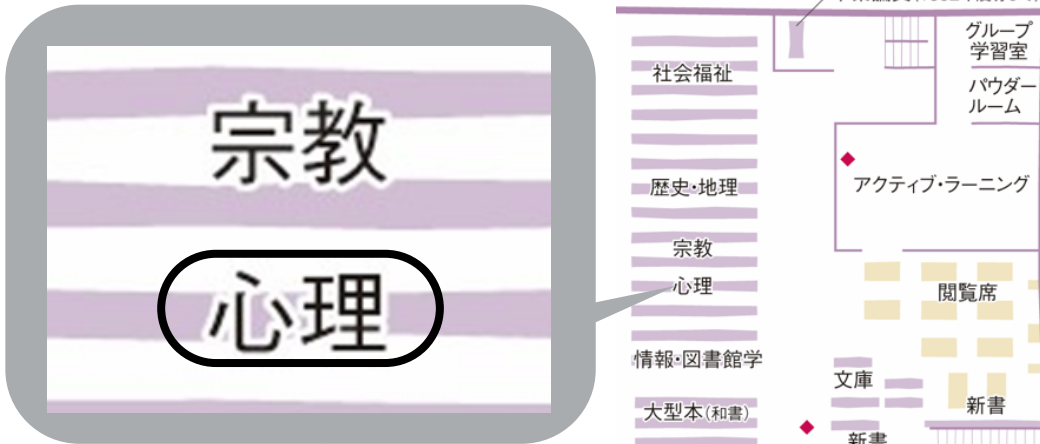 宗教
心理
社会福祉
歴史・地理
宗教
心理
情報・図書館学
大型本(和書)
グループ
学習室
パウダー
ルーム
アクティブ・ラーニング
閲覧席
文庫
新書
新書